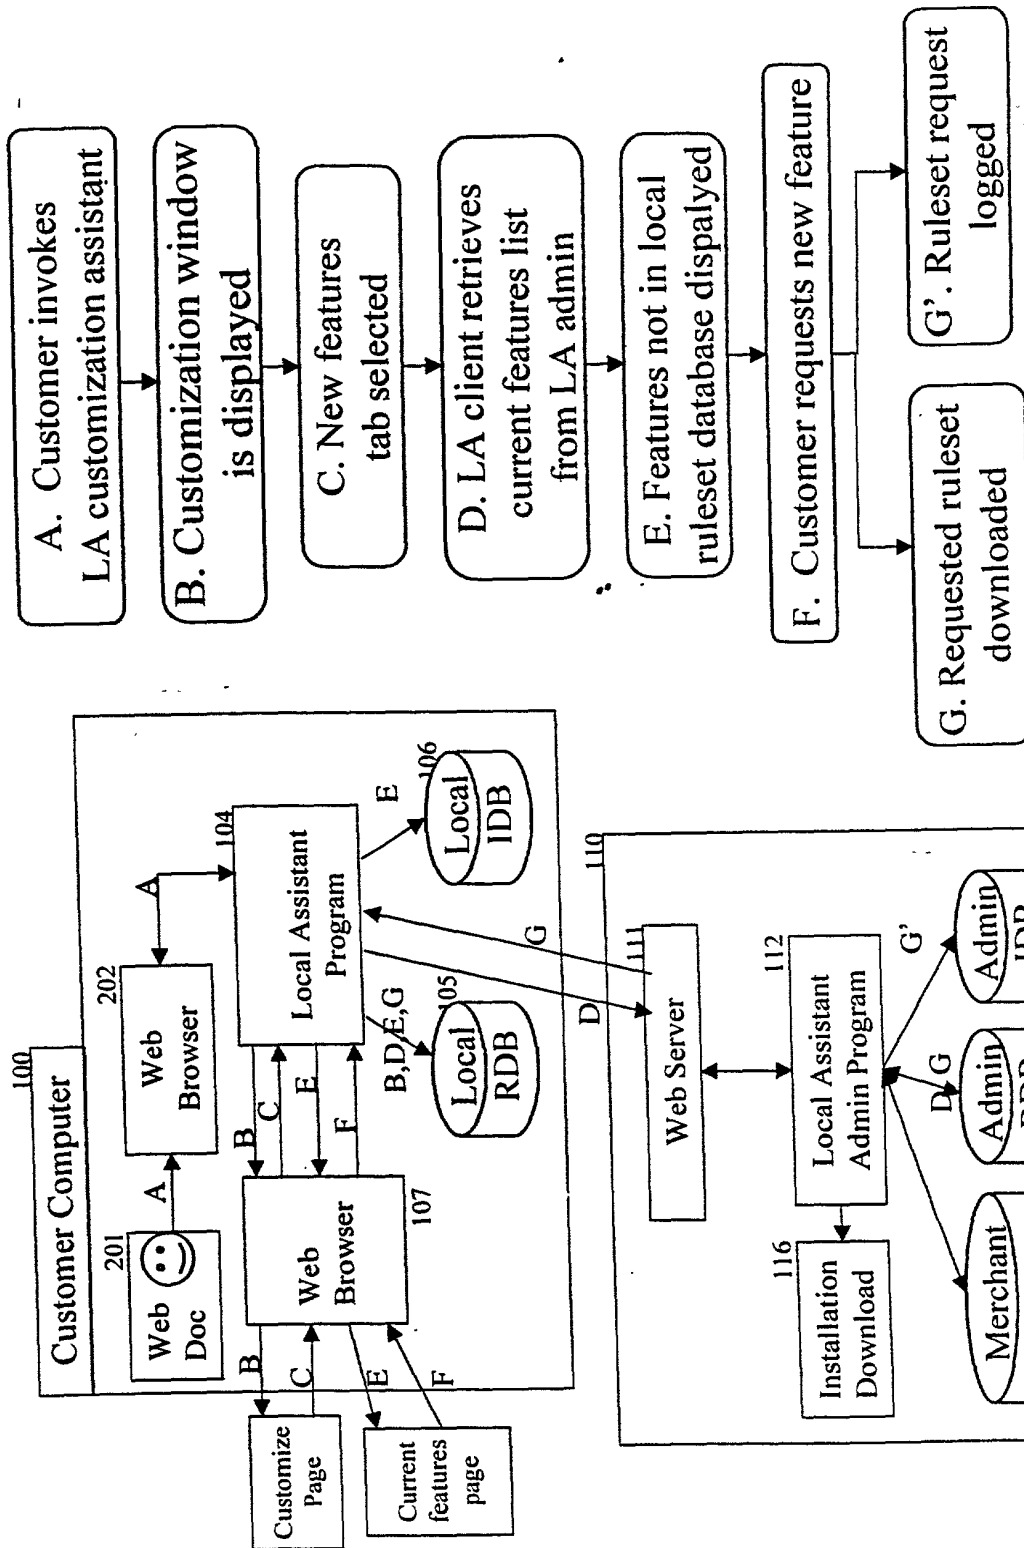 Customer Computer
100
201
Web
Doc
A
202
Web
Browser
A
104
Local Assistant
Program
B
C
E
F
Web
Browser
107
B
C
E
F
Customize
Page
Current
features
page
B,D,E,G
105
Local
RDB
E
106
Local
IDB
D
G
110
111
Web Server
112
Local Assistant
Admin Program
116
Installation
Download
Merchant
D
G
Admin
G'
Admin
IDB
A. Customer invokes
LA customization assistant
B. Customization window
is displayed
C. New features
tab selected
D. LA client retrieves
current features list
from LA admin
E. Features not in local
ruleset database dispalyed
F. Customer requests new feature
G. Requested ruleset
downloaded
G'. Ruleset request
logged